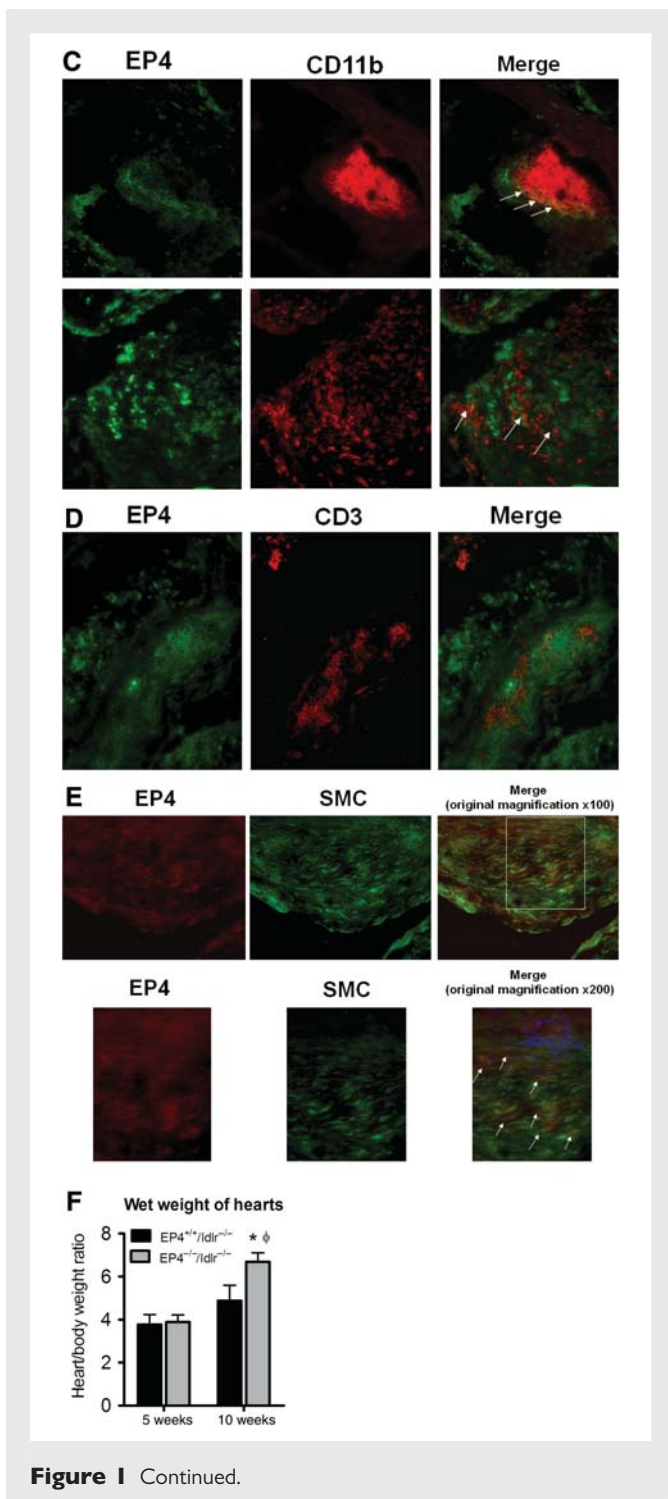 C EP4 CD11b Merge
D EP4 CD3 Merge
E EP4 SMC Merge
(original magnification x100)
EP4 SMC Merge
(original magnification x200)
F Wet weight of hearts
8
6
4
2
0
Heart/body weight ratio
EP4+/+/ldlr−/−
EP4−/−/ldlr−/−
* ϕ
5 weeks 10 weeks
Figure 1 Continued.